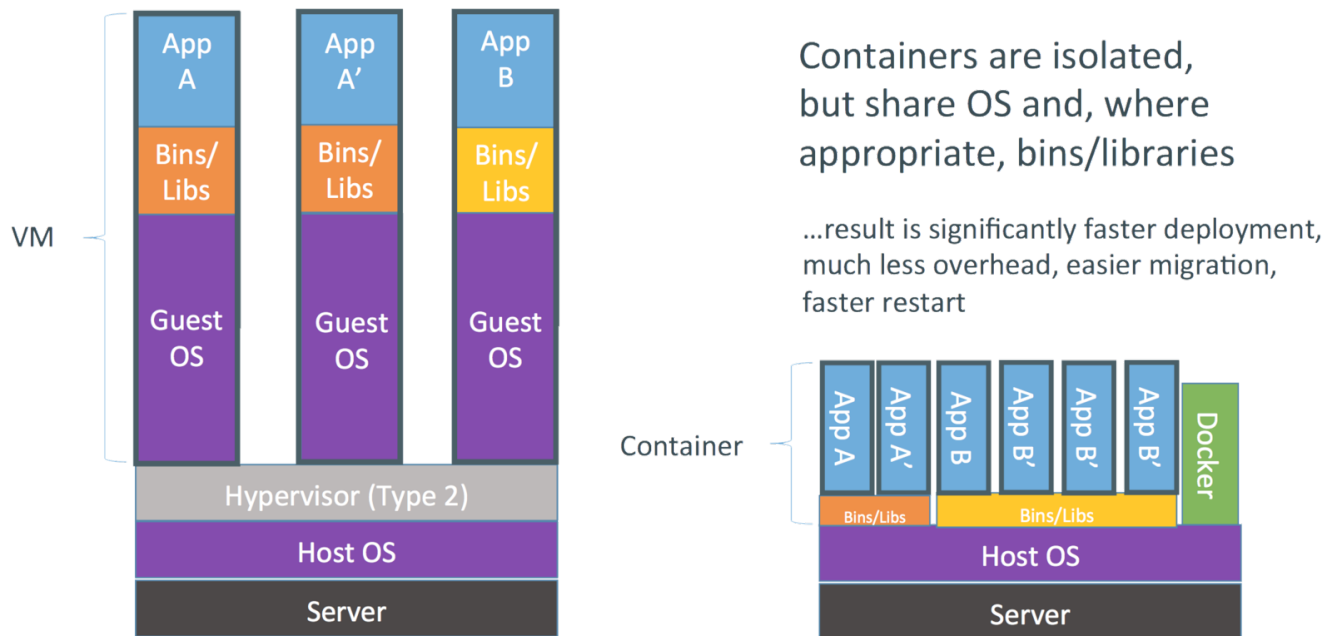 VM
App
A
Bins/
Libs
Guest
OS
App
A’
Bins/
Libs
Guest
OS
App
B
Bins/
Libs
Guest
OS
Hypervisor (Type 2)
Host OS
Server
Containers are isolated,
but share OS and, where
appropriate, bins/libraries
...result is significantly faster deployment,
much less overhead, easier migration,
faster restart
Container
App A
App A’
App B
App B’
App B’
App B’
Docker
Bins/Libs
Bins/Libs
Host OS
Server